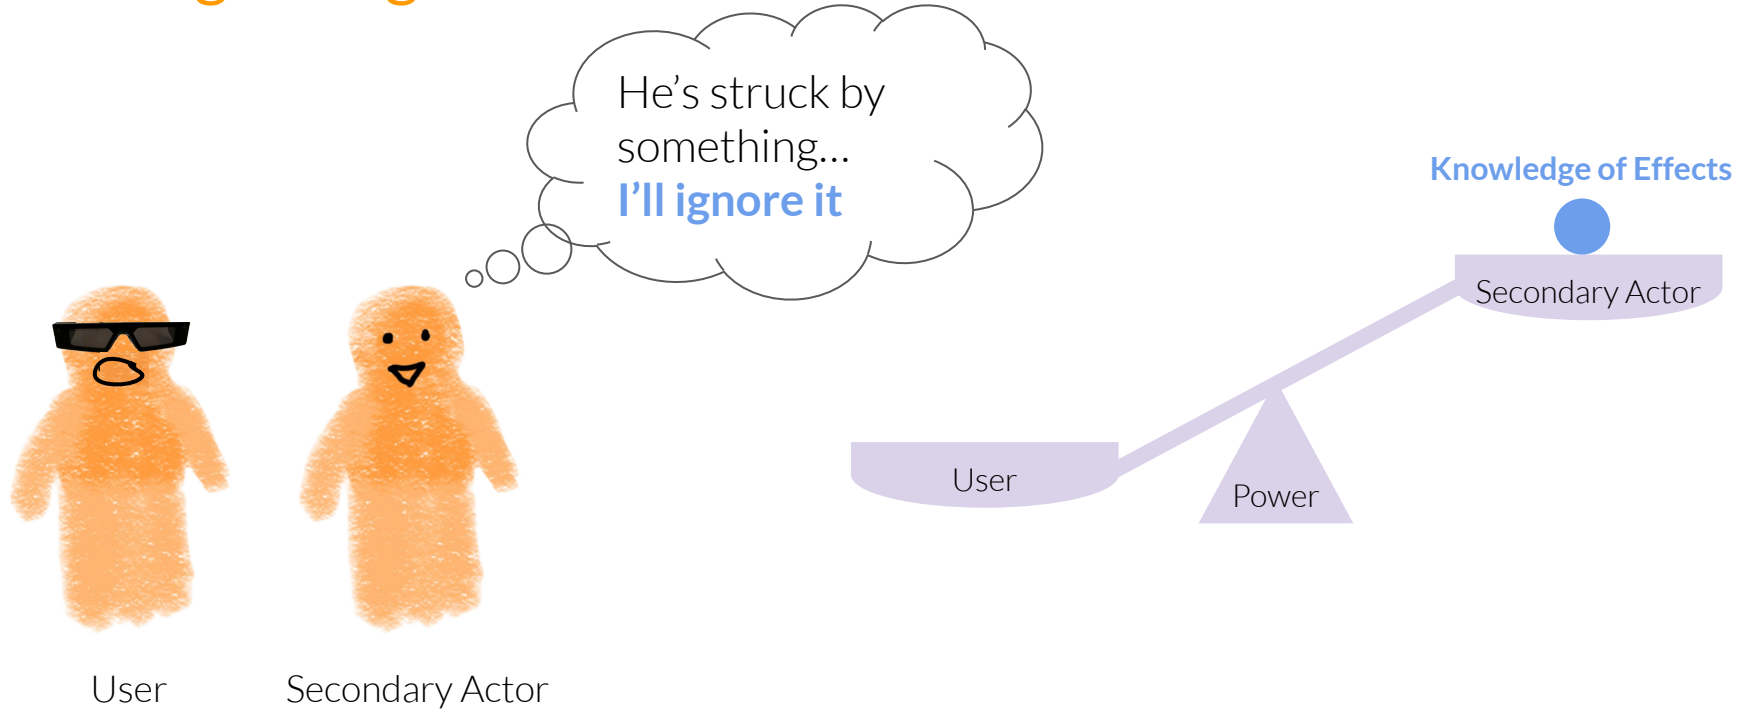 He's struck by
something...
I'll ignore it
Knowledge of Effects
Secondary Actor
User
Power
User
Secondary Actor